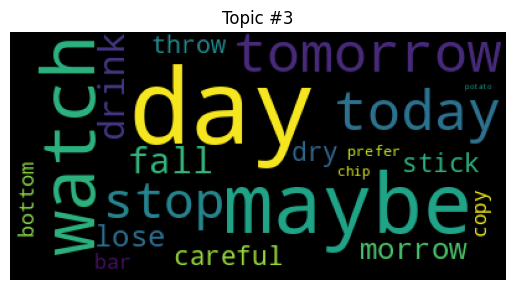 Topic #3
throw
tomorrow
drink
watch
day
potato
today
fall
dry
prefer
chip
stick
bottom
stop
maybe
copy
lose
careful
morrow
bar